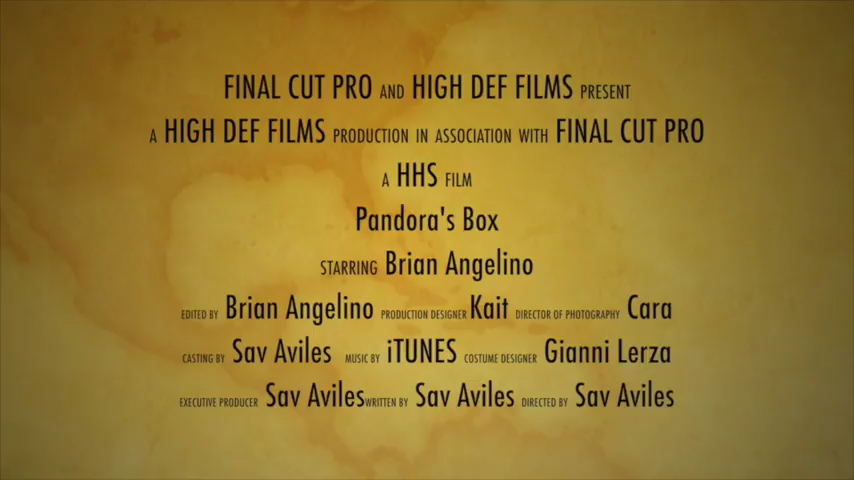 FINAL CUT PRO AND HIGH DEF FILMS PRESENT
A HIGH DEF FILMS PRODUCTION IN ASSOCIATION WITH FINAL CUT PRO
A HHS FILM
Pandora's Box
STARRING Brian Angelino
EDITED BY Brian Angelino PRODUCTION DESIGNER Kait DIRECTOR OF PHOTOGRAPHY Cara
CASTING BY Sav Aviles MUSIC BY iTUNES COSTUME DESIGNER Gianni Lerza
EXECUTIVE PRODUCER Sav Aviles WRITTEN BY Sav Aviles DIRECTED BY Sav Aviles